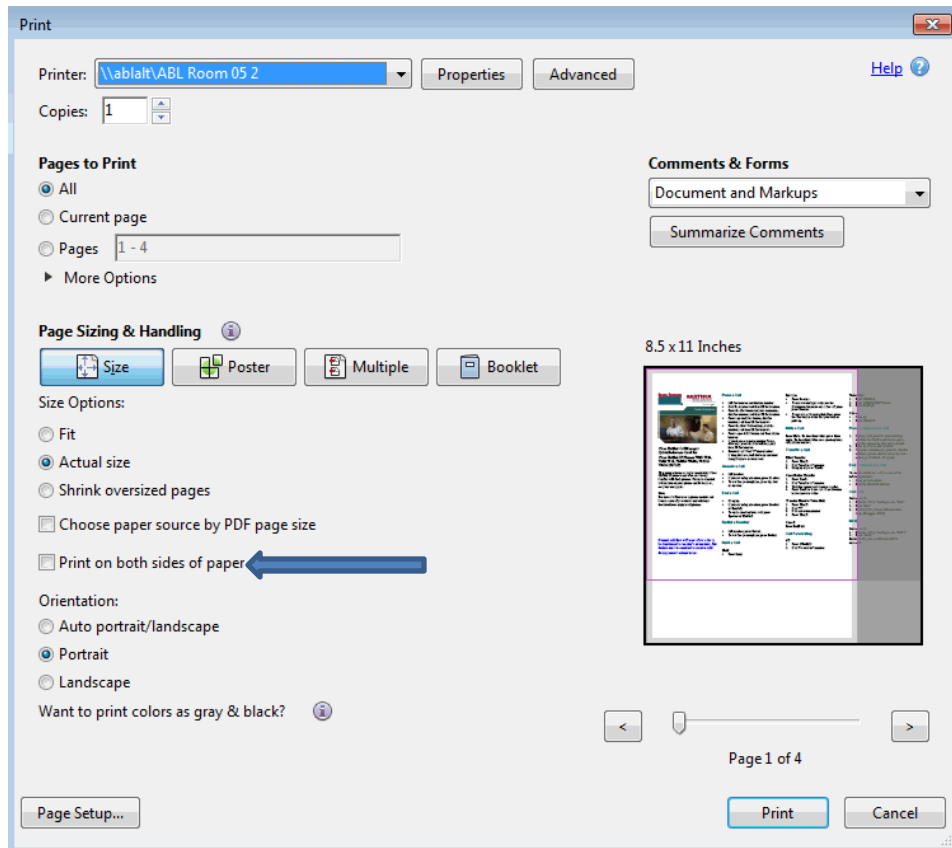 Print
Printer: \\ablalt\ABL Room 05 2 Properties Advanced Help
Copies: 1
Pages to Print
All
Current page
Pages 1 - 4
More Options
Comments & Forms
Document and Markups
Summarize Comments
Page Sizing & Handling
Size Poster Multiple Booklet
Size Options:
Fit
Actual size
Shrink oversized pages
Choose paper source by PDF page size
Print on both sides of paper
Orientation:
Auto portrait/landscape
Portrait
Landscape
Want to print colors as gray & black?
8.5 x 11 Inches
< >
Page 1 of 4
Page Setup... Print Cancel